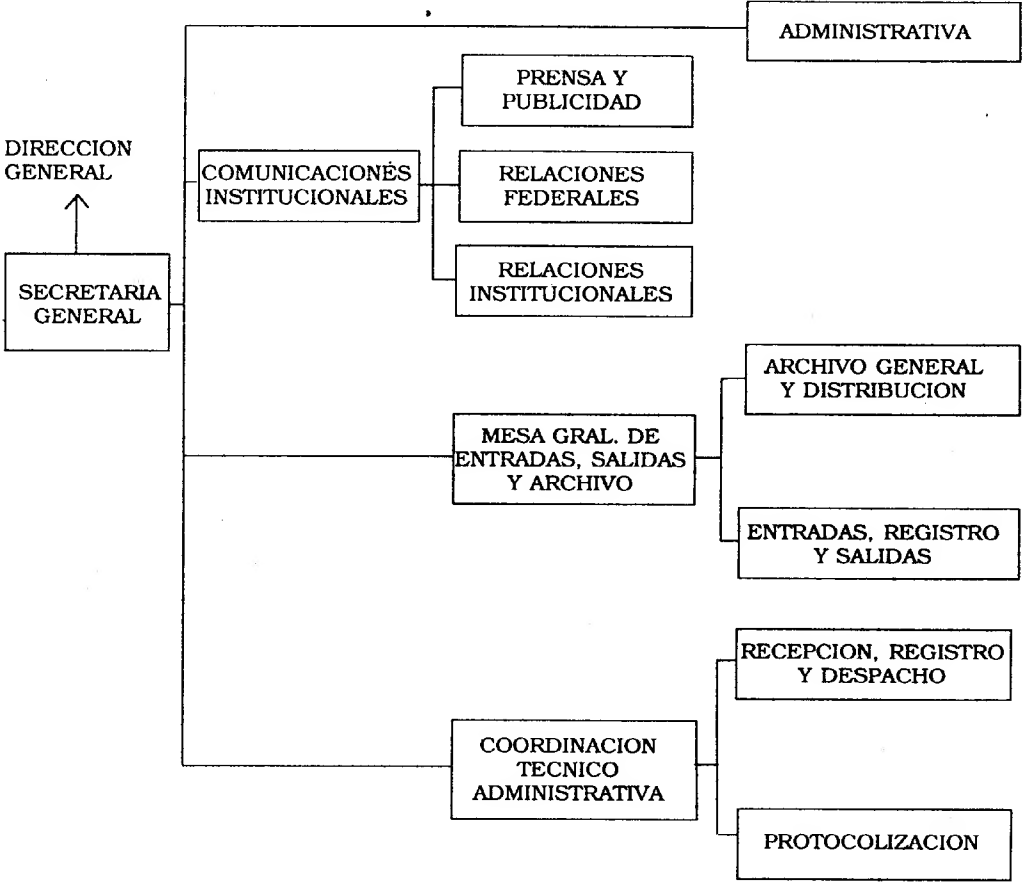 ADMINISTRATIVA
PRENSA Y
PUBLICIDAD
DIRECCION
GENERAL
COMUNICACIONES
INSTITUCIONALES
RELACIONES
FEDERALES
RELACIONES
INSTITUCIONALES
SECRETARIA
GENERAL
ARCHIVO GENERAL
Y DISTRIBUCION
MESA GRAL. DE
ENTRADAS, SALIDAS
Y ARCHIVO
ENTRADAS, REGISTRO
Y SALIDAS
RECEPCION, REGISTRO
Y DESPACHO
COORDINACION
TECNICO
ADMINISTRATIVA
PROTOCOLIZACION